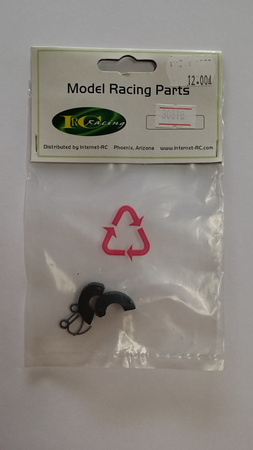 12.004
Model Racing Parts
IRC Racing
Distributed by Internet-RC Phoenix, Arizona www.Internet-RC.com